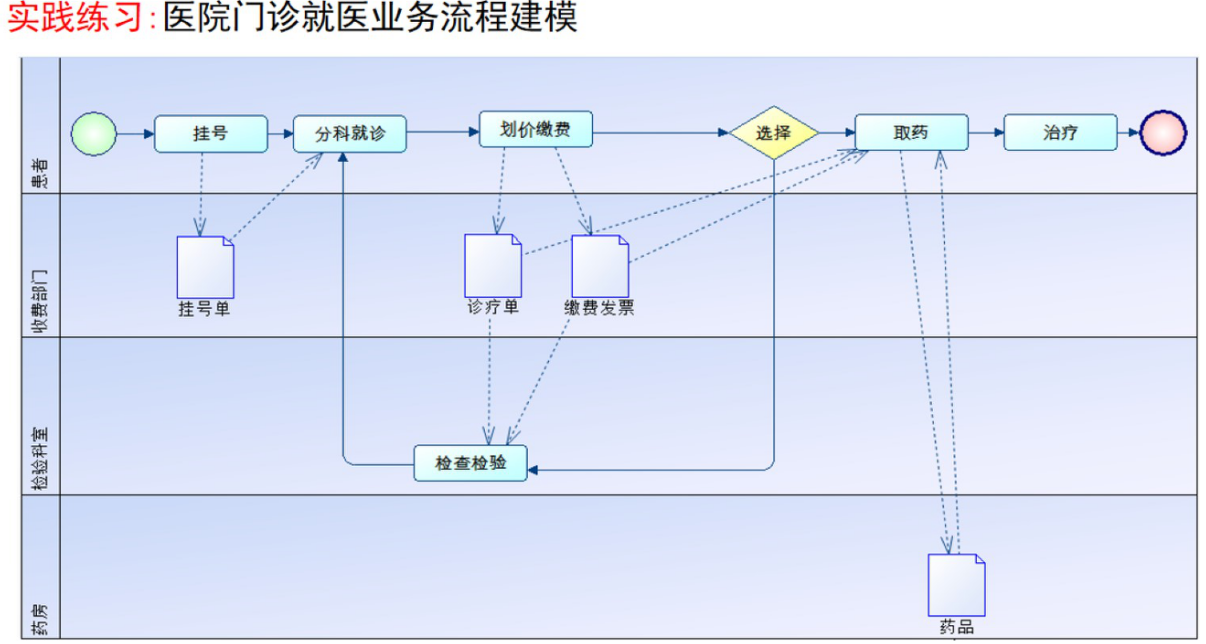 实践练习:医院门诊就医业务流程建模
患者
挂号
分科就诊
划价缴费
选择
取药
治疗
收费部门
挂号单
诊疗单
缴费发票
检验科室
检查检验
药房
药品